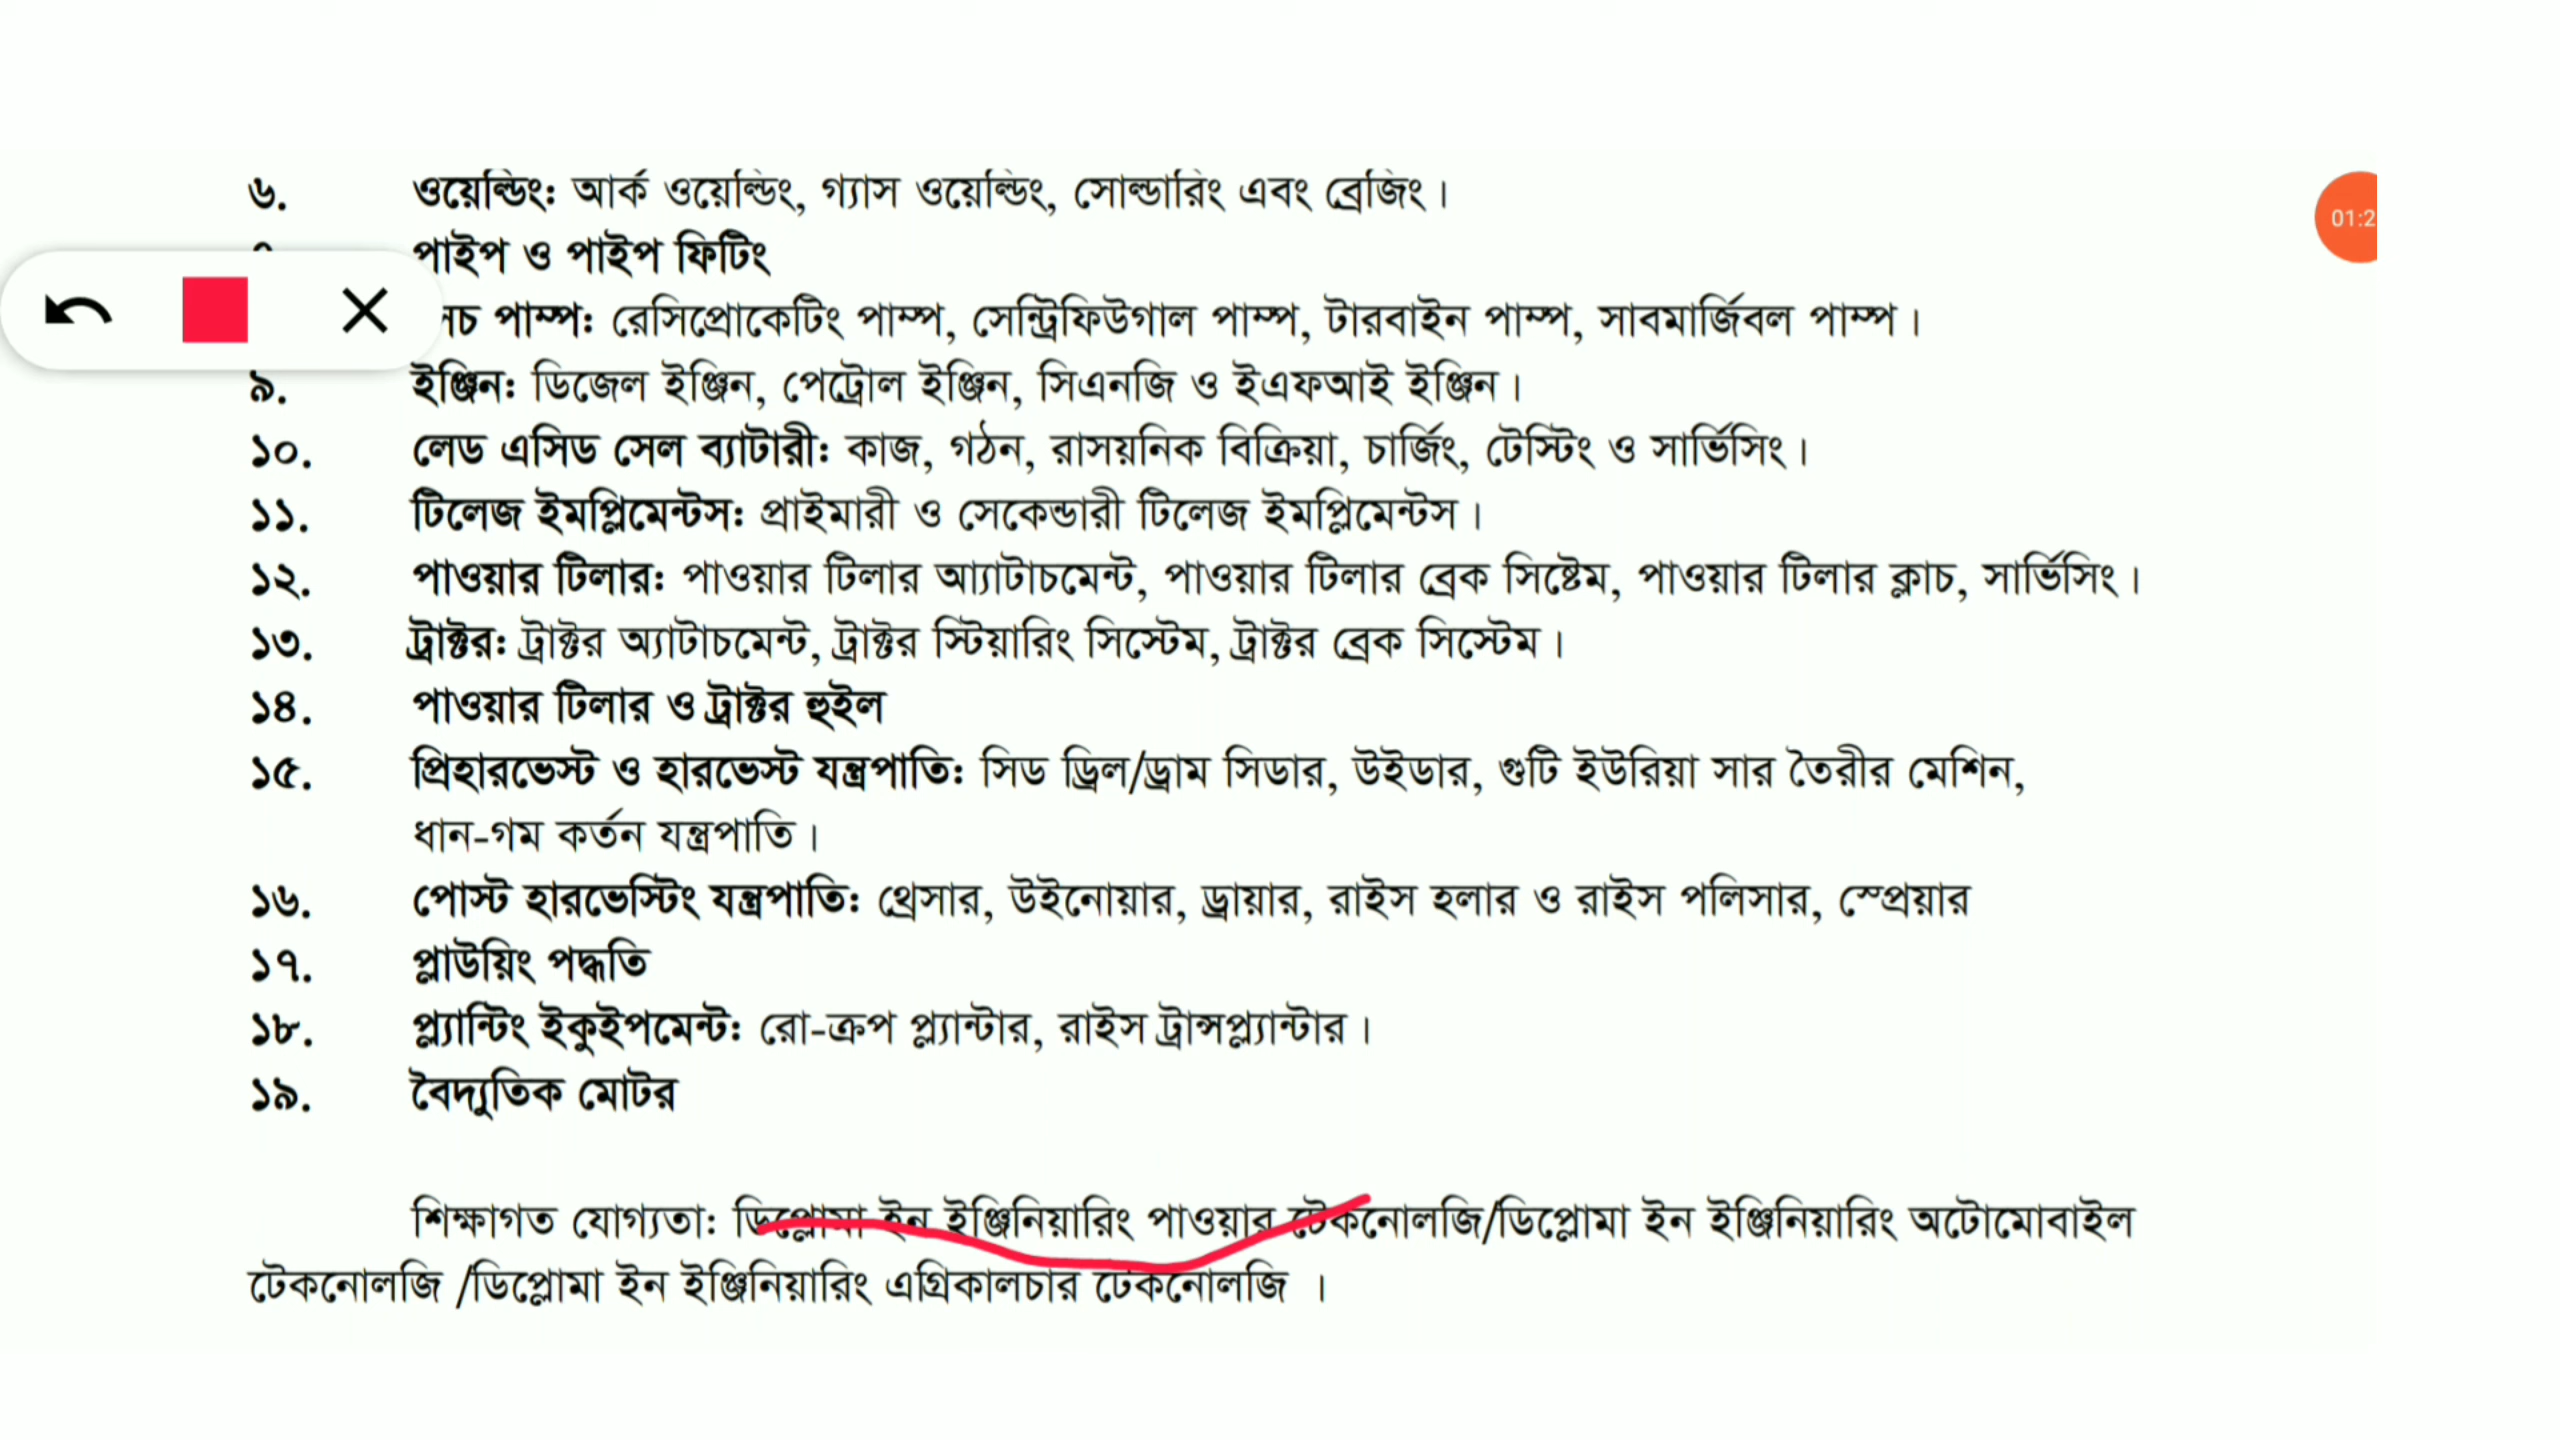 ৬. ওয়েল্ডিং: আর্ক ওয়েল্ডিং, গ্যাস ওয়েল্ডিং, সোল্ডারিং এবং ব্রেজিং।
পাইপ ও পাইপ ফিটিং
পাম্প: রেসিপ্রোকেটিং পাম্প, সেন্ট্রিফিউগাল পাম্প, টারবাইন পাম্প, সাবমার্জিবল পাম্প।
৯. ইঞ্জিন: ডিজেল ইঞ্জিন, পেট্রোল ইঞ্জিন, সিএনজি ও ইএফআই ইঞ্জিন।
১০. লেড এসিড সেল ব্যাটারী: কাজ, গঠন, রাসয়নিক বিক্রিয়া, চার্জিং, টেস্টিং ও সার্ভিসিং।
১১. টিলেজ ইমপ্লিমেন্টস: প্রাইমারী ও সেকেন্ডারী টিলেজ ইমপ্লিমেন্টস।
১২. পাওয়ার টিলার: পাওয়ার টিলার আ্যাটাচমেন্ট, পাওয়ার টিলার ব্রেক সিষ্টেম, পাওয়ার টিলার ক্লাচ, সার্ভিসিং।
১৩. ট্রাক্টর: ট্রাক্টর অ্যাটাচমেন্ট, ট্রাক্টর স্টিয়ারিং সিস্টেম, ট্রাক্টর ব্রেক সিস্টেম।
১৪. পাওয়ার টিলার ও ট্রাক্টর হুইল
১৫. প্রিহারভেস্ট ও হারভেস্ট যন্ত্রপাতি: সিড ড্রিল/ড্রাম সিডার, উইডার, গুটি ইউরিয়া সার তৈরীর মেশিন,
ধান-গম কর্তন যন্ত্রপাতি।
১৬. পোস্ট হারভেস্টিং যন্ত্রপাতি: থ্রেসার, উইনোয়ার, ড্রায়ার, রাইস হলার ও রাইস পলিসার, স্প্রেয়ার
১৭. প্লাউয়িং পদ্ধতি
১৮. প্ল্যান্টিং ইকুইপমেন্ট: রো-ক্রপ প্ল্যান্টার, রাইস ট্রান্সপ্ল্যান্টার।
১৯. বৈদ্যুতিক মোটর
শিক্ষাগত যোগ্যতা: ডিপ্লোমা ইন ইঞ্জিনিয়ারিং পাওয়ার টেকনোলজি/ডিপ্লোমা ইন ইঞ্জিনিয়ারিং অটোমোবাইল
টেকনোলজি /ডিপ্লোমা ইন ইঞ্জিনিয়ারিং এগ্রিকালচার টেকনোলজি ।